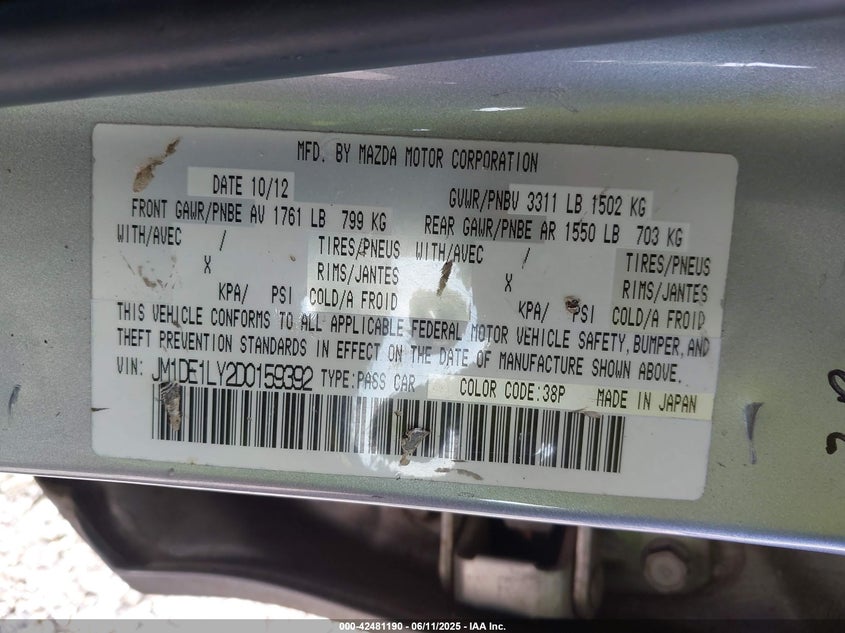 MFD. BY MAZDA MOTOR CORPORATION
DATE 10/12 GVWR/PNBV 3311 LB 1502 KG
FRONT GAWR/PNBE AV 1761 LB 799 KG REAR GAWR/PNBE AR 1550 LB 703 KG
WITH/AVEC / TIRES/PNEUS WITH/AVEC / TIRES/PNEUS
X RIMS/JANTES X RIMS/JANTES
KPA/ PSI COLD/A FROID KPA/ PSI COLD/A FROID
THIS VEHICLE CONFORMS TO ALL APPLICABLE FEDERAL MOTOR VEHICLE SAFETY, BUMPER, AND
THEFT PREVENTION STANDARDS IN EFFECT ON THE DATE OF MANUFACTURE SHOWN ABOVE.
VIN: JM1DE1LY2D0159392 TYPE:PASS CAR COLOR CODE:38P MADE IN JAPAN
000-42481190 - 06/11/2025 - IAA Inc.